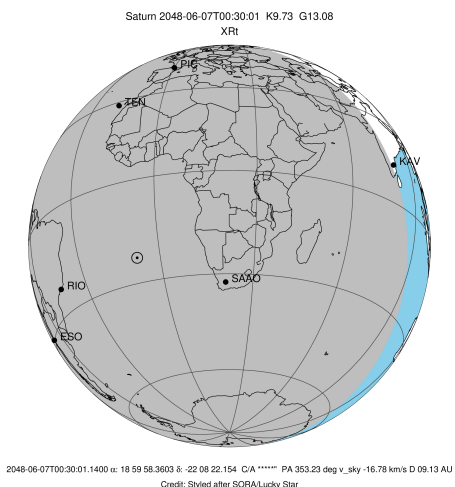 Saturn 2048-06-07T00:30:01 K9.73 G13.08
XRt
PIC
TEN
KAV
SAAO
RIO
ESO
2048-06-07T00:30:01.1400 α: 18 59 58.3603 δ: -22 08 22.154 C/A *****" PA 353.23 deg v_sky -16.78 km/s D 09.13 AU
Credit: Styled after SORA/Lucky Star